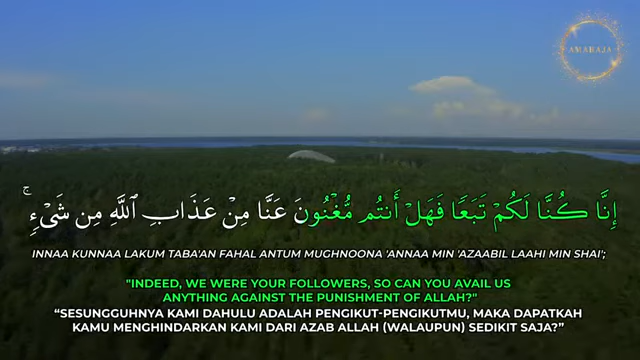 AMARAJA
إِنَّا كُنَّا لَكُمْ تَبَعًا فَهَلْ أَنتُم مُّغْنُونَ عَنَّا مِنْ عَذَابِ ٱللَّهِ مِن شَىْءٍ ۚ
INNAA KUNNAA LAKUM TABA'AN FAHAL ANTUM MUGHNOONA 'ANNAA MIN 'AZAABIL LAAHI MIN SHAI';
"INDEED, WE WERE YOUR FOLLOWERS, SO CAN YOU AVAIL US
ANYTHING AGAINST THE PUNISHMENT OF ALLAH?"
“SESUNGGUHNYA KAMI DAHULU ADALAH PENGIKUT-PENGIKUTMU, MAKA DAPATKAH
KAMU MENGHINDARKAN KAMI DARI AZAB ALLAH (WALAUPUN) SEDIKIT SAJA?”